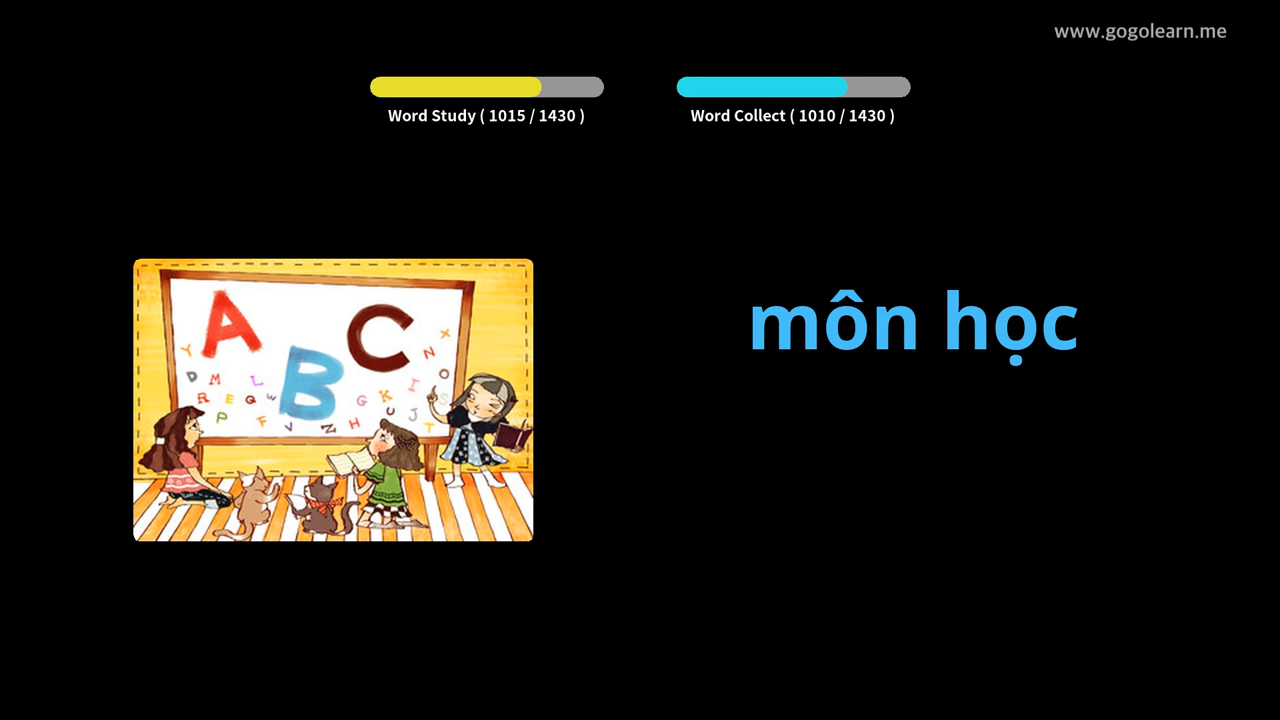 www.gogolearn.me
Word Study ( 1015 / 1430 )
Word Collect ( 1010 / 1430 )
môn học
A
B
C
Y
X
N
D M L O
R E Q W G K I S
P F V Z H U J T